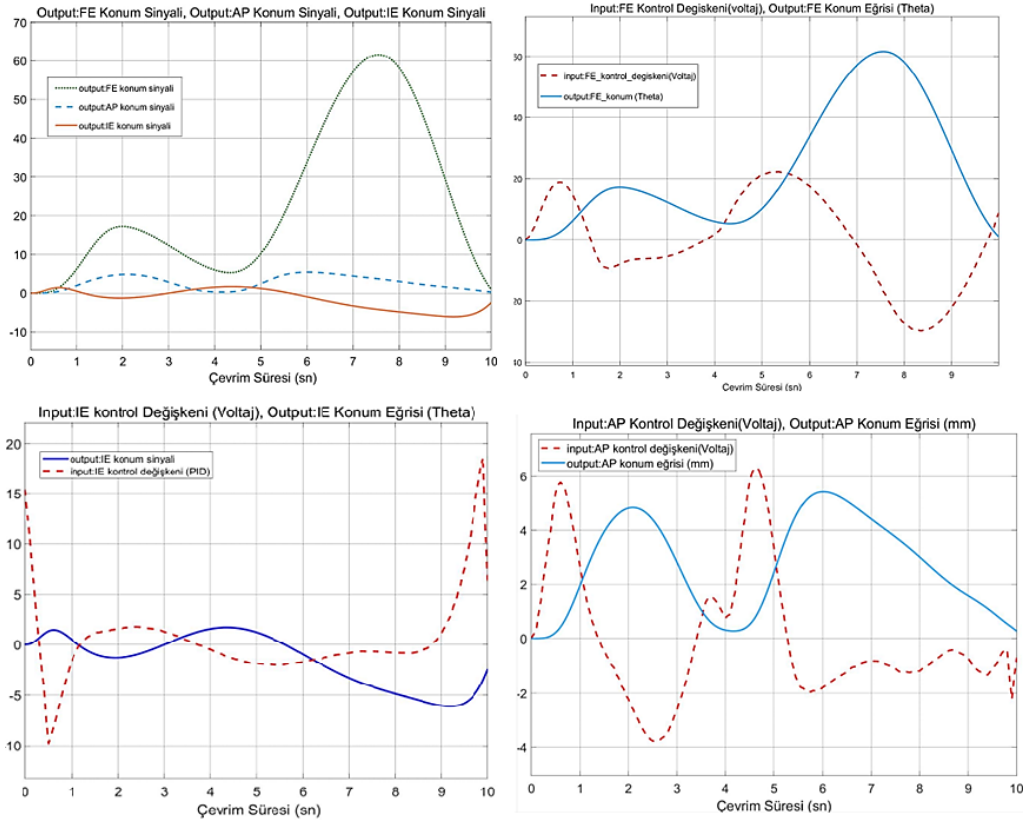 Output:FE Konum Sinyali, Output:AP Konum Sinyali, Output:IE Konum Sinyali
70
60
50
40
30
20
10
0
-10
output:FE konum sinyali
output:AP konum sinyali
output:IE konum sinyali
0 1 2 3 4 5 6 7 8 9 10
Çevrim Süresi (sn)
Input:FE Kontrol Degiskeni(voltaj), Output:FE Konum Eğrisi (Theta)
60
40
20
0
20
40
input:FE_kontrol_degiskeni(Voltaj)
output:FE_konum (Theta)
0 1 2 3 4 5 6 7 8 9
Çevrim Süresi (sn)
Input:IE kontrol Değişkeni (Voltaj), Output:IE Konum Eğrisi (Theta)
20
15
10
5
0
-5
10
output:IE konum sinyali
input:IE kontrol değişkeni (PID)
0 1 2 3 4 5 6 7 8 9 10
Çevrim Süresi (sn)
Input:AP Kontrol Değişkeni(Voltaj), Output:AP Konum Eğrisi (mm)
6
4
2
0
-2
-4
input:AP kontrol değişkeni(Voltaj)
output:AP konum eğrisi (mm)
0 1 2 3 4 5 6 7 8 9 10
Çevrim Süresi (sn)